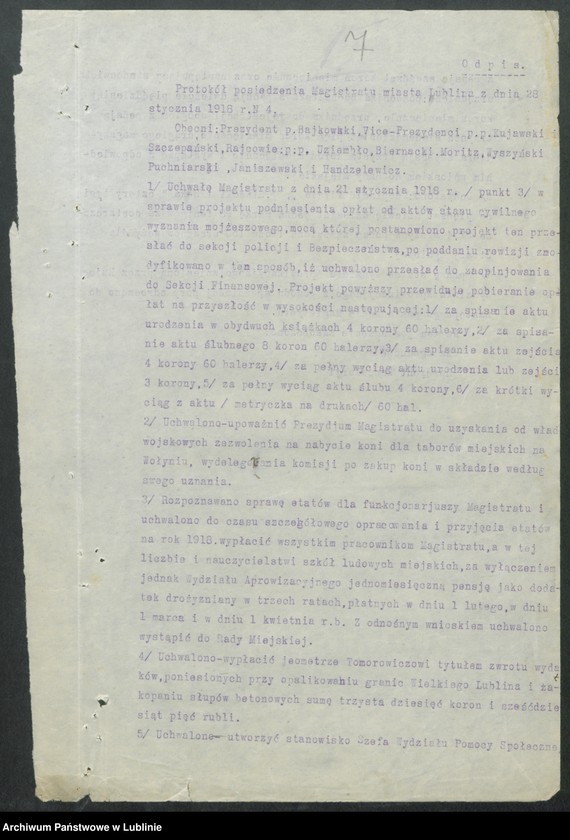 7
Odpis.
Protokół posiedzenia Magistratu miasta Lublina z dnia 28
stycznia 1918 r.N 4.
Obecni:Prezydent p.Bajkowski,Vice-Prezydenci p.p.Kujawski i
Szczepański,Rajcowie:p.p. Uziembło,Biernacki,Moritz,Wyszyński
Puchniarski ,Janiszewski i Handzelewicz.
1/ Uchwałę Magistratu z dnia 21 stycznia 1918 r. / punkt 3/ w
sprawie projektu podniesienia opłat od aktów stanu cywilnego
wyznania mojżeszowego,mocą której postanowiono projekt ten prze-
słać do sekcji policji i Bezpieczeństwa,po poddaniu rewizji zmo-
dyfikowano w ten sposób,iż uchwalono przesłać do zaopinjowania
do Sekcji Finansowej. Projekt powyższy przewiduje pobieranie op-
łat na przyszłość w wysokości następującej:1/ za spisanie aktu
urodzenia w obydwuch książkach 4 korony 60 halerzy,2/ za spisa-
nie aktu ślubnego 8 koron 60 halerzy,3/ za spisanie aktu zejścia
4 korony 60 halerzy,4/ za pełny wyciąg aktu urodzenia lub zejści
3 korony,5/ za pełny wyciąg aktu ślubu 4 korony,6/ za krótki wy-
ciąg z aktu / metryczka na drukach/ 60 hal.
2/ Uchwalono-upoważnić Prezydjum Magistratu do uzyskania od wład
wojskowych zezwolenia na nabycie koni dla taborów miejskich na
Wołyniu, wydelegowania komisji po zakup koni w składzie według
swego uznania.
3/ Rozpoznawano sprawę etatów dla funkcjonarjuszy Magistratu i
uchwalono do czasu szczegółowego opracowania i przyjęcia etatów
na rok 1918.wypłacić wszystkim pracownikom Magistratu,a w tej
liczbie i nauczycielstwu szkół ludowych miejskich,za wyłączeniem
jednak Wydziału Aprowizacyjnego jednomiesięczną pensję jako doda-
tek drożyźniany w trzech ratach,płatnych w dniu 1 lutego,w dniu
1 marca i w dniu 1 kwietnia r.b. Z odnośnym wnioskiem uchwalono
wystąpić do Rady Miejskiej.
4/ Uchwalono-wypłacić jeometrze Tomorowiczowi tytułem zwrotu wyda
ków,poniesionych przy opalikowaniu granic Wielkiego Lublina i za-
kopaniu słupów betonowych sumę trzysta dziesięć koron i sześćdzie
siąt pięć rubli.
5/ Uchwalono- utworzyć stanowisko Szefa Wydziału Pomocy Społeczne
Archiwum Państwowe w Lublinie